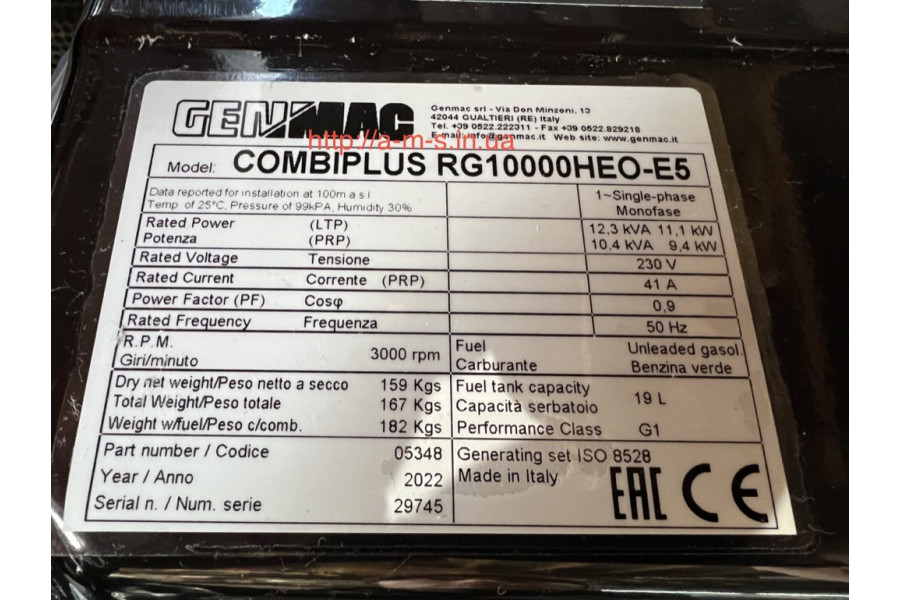 GENMAC
Genmac srl - Via Don Minzoni, 13
42044 GUALTIERI (RE) Italy
Tel. +39 0522.222311 - Fax +39 0522.829218
E-mail: info@genmac.it Web site: www.genmac.it
http://a-m-s.in.ua
Model: COMBIPLUS RG10000HEO-E5
Data reported for installation at 100m a s l
Temp. of 25°C, Pressure of 99kPA, Humidity 30%
1~Single-phase
Monofase
Rated Power (LTP) 12,3 kVA 11,1 kW
Potenza (PRP) 10,4 kVA 9,4 kW
Rated Voltage Tensione 230 V
Rated Current Corrente (PRP) 41 A
Power Factor (PF) Cosφ 0,9
Rated Frequency Frequenza 50 Hz
R.P.M.
Giri/minuto 3000 rpm
Fuel Unleaded gasol.
Carburante Benzina verde
Dry net weight/Peso netto a secco 159 Kgs
Total Weight/Peso totale 167 Kgs
Weight w/fuel/Peso c/comb. 182 Kgs
Fuel tank capacity
Capacità serbatoio 19 L
Performance Class G1
Part number / Codice 05348
Year / Anno 2022
Serial n. / Num. serie 29745
Generating set ISO 8528
Made in Italy
EAC CE